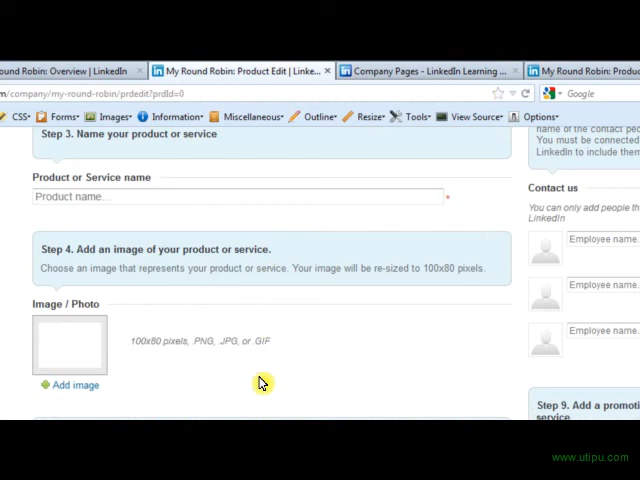 ound Robin: Overview | LinkedIn
My Round Robin: Product Edit | Linke...
Company Pages - LinkedIn Learning ...
My Round Robin: Produc
m/company/my-round-robin/prdedit?prdId=0
Google
CSS
Forms
Images
Information
Miscellaneous
Outline
Resize
Tools
View Source
Options
Step 3. Name your product or service
Product or Service name
Product name...
*
Step 4. Add an image of your product or service.
Choose an image that represents your product or service. Your image will be re-sized to 100x80 pixels.
Image / Photo
100x80 pixels, .PNG, .JPG, or .GIF
Add image
name of the contact peo
You must be connected
LinkedIn to include them
Contact us
You can only add people th
LinkedIn
Employee name.
Employee name.
Employee name.
Step 9. Add a promoti
service
www.utipu.com